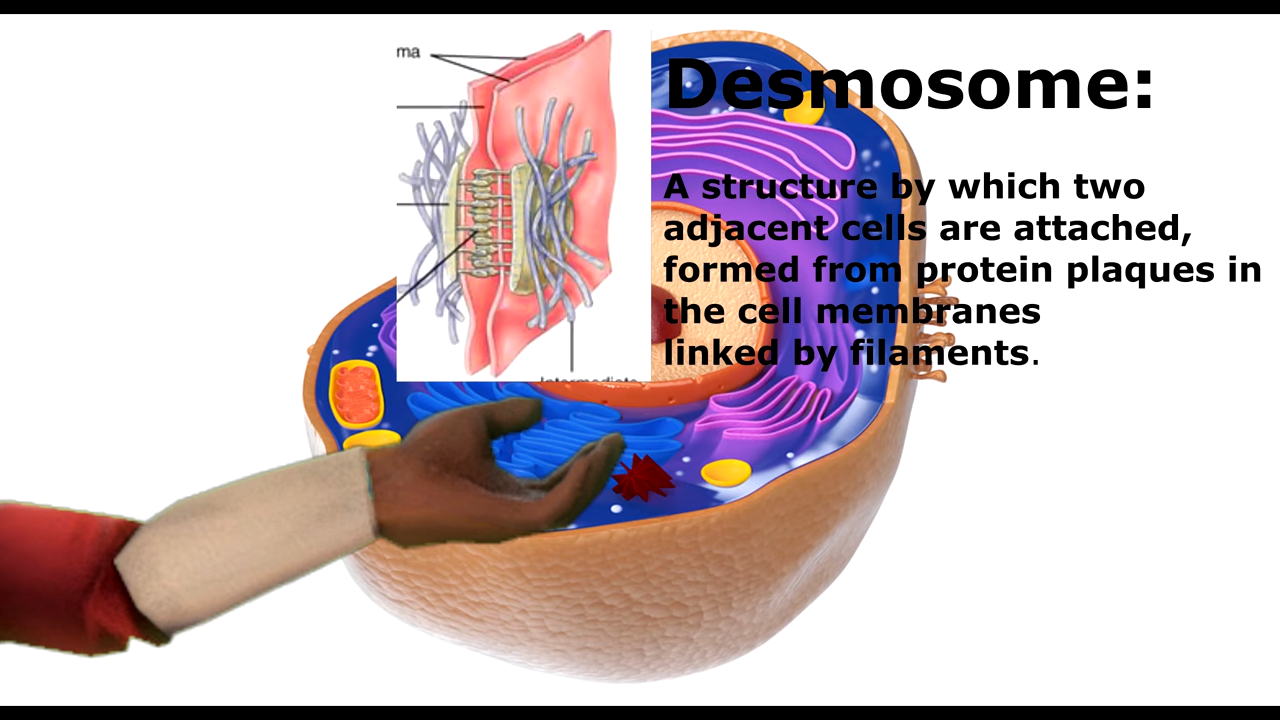 ma
Desmosome:
A structure by which two
adjacent cells are attached,
formed from protein plaques in
the cell membranes
linked by filaments.
Intermediate